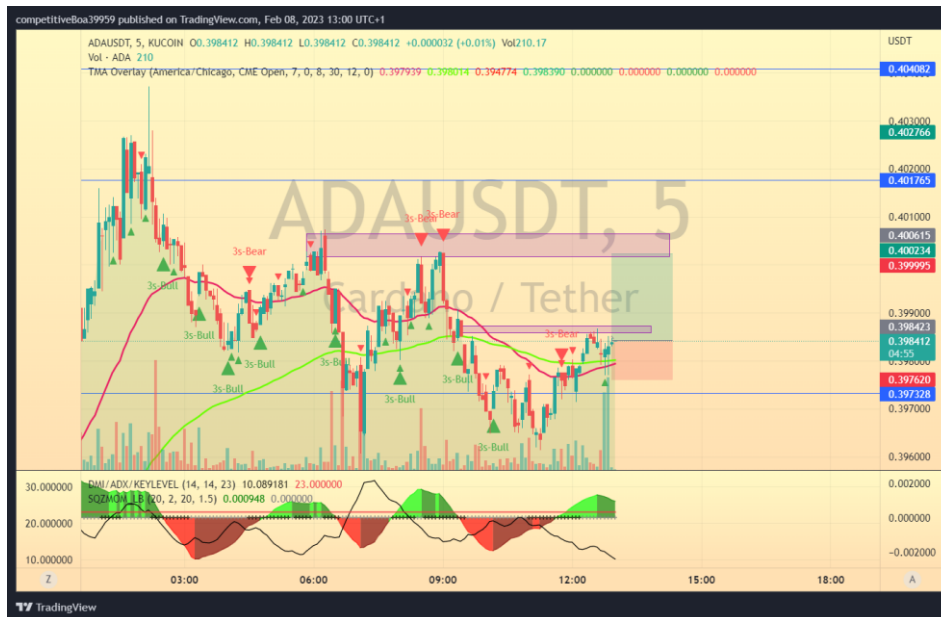 competitiveBoa39959 published on TradingView.com, Feb 08, 2023 13:00 UTC+1
ADAUSDT, 5, KUCOIN O0.398412 H0.398412 L0.398412 C0.398412 +0.000032 (+0.01%) Vol210.17
USDT
Vol · ADA 210
TMA Overlay (America/Chicago, CME Open, 7, 0, 8, 30, 12, 0) 0.397939 0.398014 0.394774 0.398390 0.000000 0.000000 0.000000 0.000000
0.404082
0.403000
0.402766
0.402000
0.401765
ADAUSDT, 5
0.401000
3s-Bear
3s-Bear
0.400615
3s-Bear
0.400234
0.399995
3s-Bull
Cardano / Tether
0.399000
3s-Bull
3s-Bear
0.398423
0.398412
04:55
3s-Bull
3s-Bull
0.398000
3s-Bull
3s-Bull
0.397620
3s-Bull
0.397328
0.397000
3s-Bull
0.396000
DMI/ADX/KEYLEVEL (14, 14, 23) 10.089181 23.000000
30.000000
0.002000
SQZMOM_LB (20, 2, 20, 1.5) 0.000948 0.000000
20.000000
0.000000
10.000000
−0.002000
Z
03:00
06:00
09:00
12:00
15:00
18:00
A
TradingView